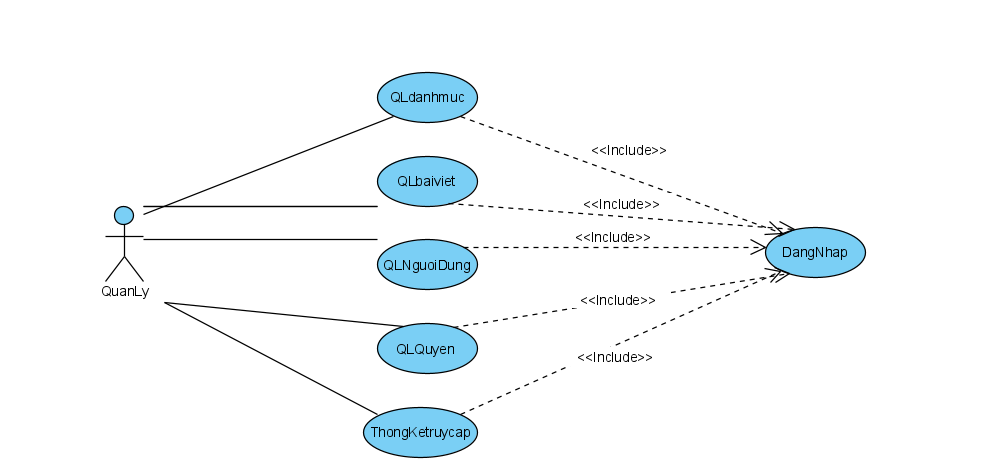 QLdanhmuc
<<Include>>
QLbaiviet
<<Include>>
<<Include>>
DangNhap
QLNguoiDung
QuanLy
<<Include>>
QLQuyen
<<Include>>
ThongKetruycap